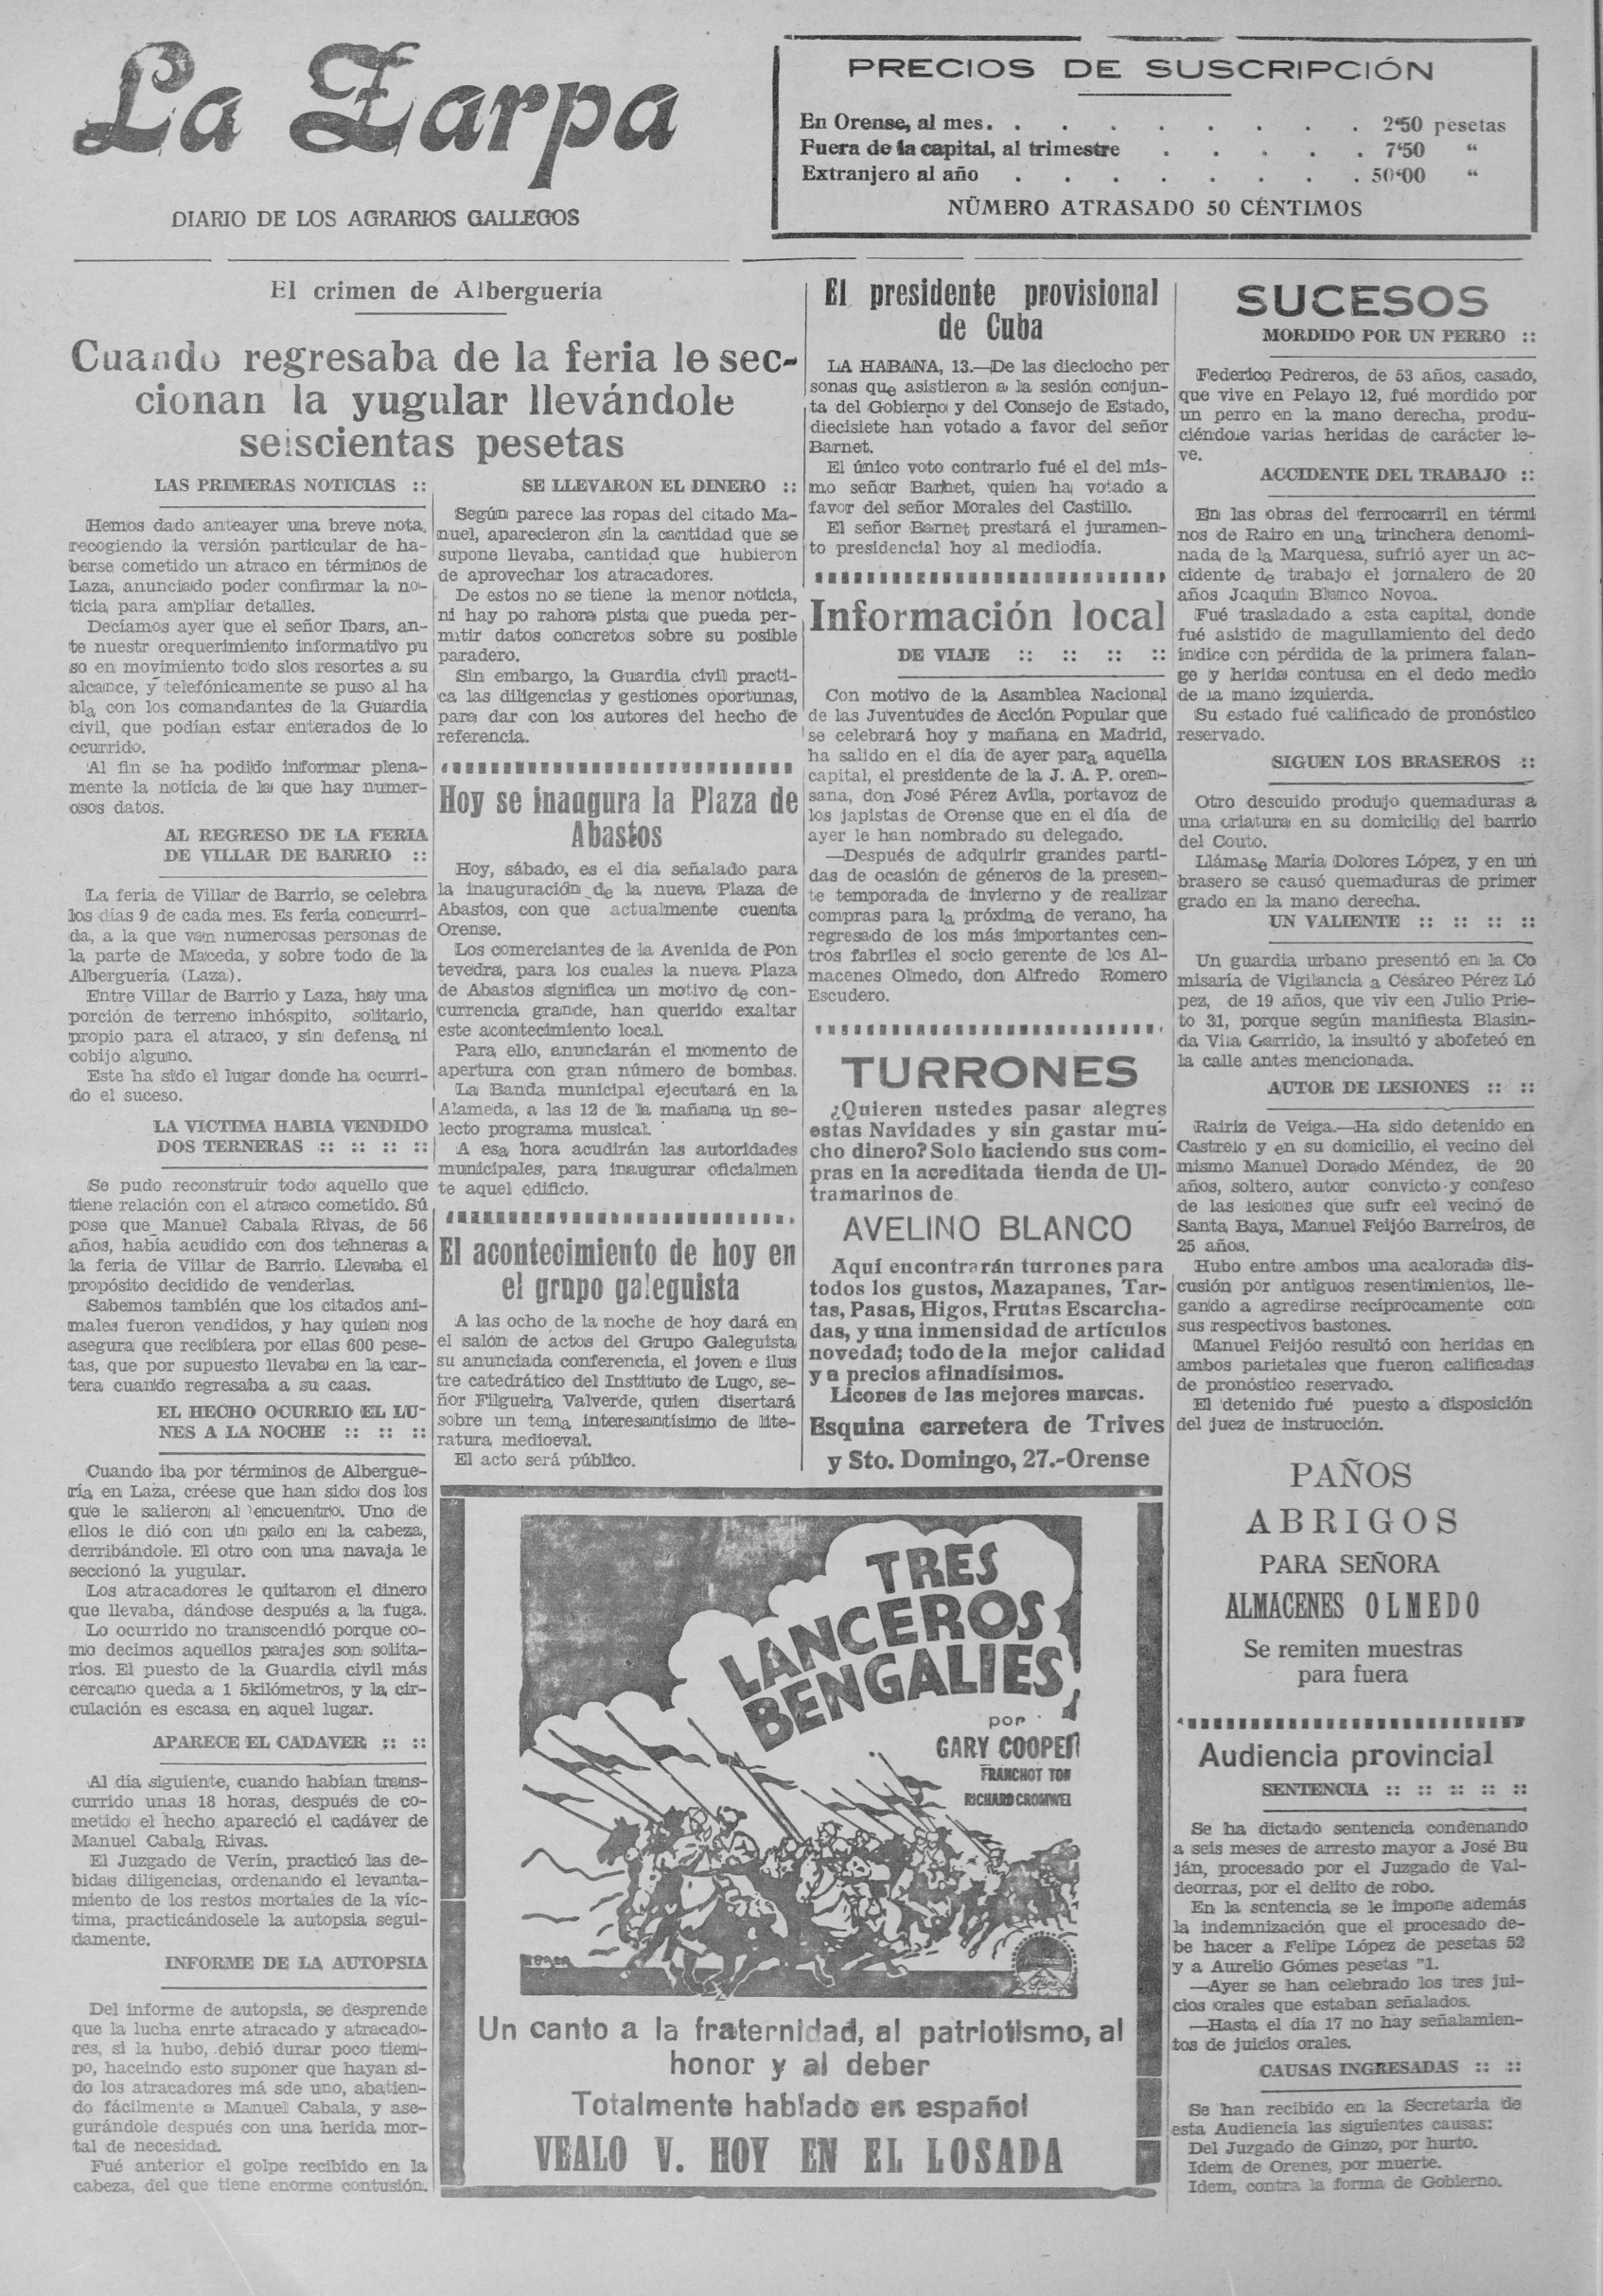 La Zarpa
DIARIO DE LOS AGRARIOS GALLEGOS
PRECIOS DE SUSCRIPCIÓN
En Orense, al mes. . . . . . . . . 2'50 pesetas
Fuera de la capital, al trimestre . . . . . 7'50 "
Extranjero al año . . . . . . . . 50'00 "
NÚMERO ATRASADO 50 CÉNTIMOS
El crimen de Alberguería
Cuando regresaba de la feria le sec-
cionan la yugular llevándole
seiscientas pesetas
LAS PRIMERAS NOTICIAS ::
Hemos dado anteayer una breve nota,
recogiendo la versión particular de ha-
berse cometido un atraco en términos de
Laza, anunciado poder confirmar la no-
ticia para ampliar detalles.
Decíamos ayer que el señor Ibars, an-
te nuestr orequerimiento informativo pu
so en movimiento todo slos resortes a su
alcance, y telefónicamente se puso al ha
bla con los comandantes de la Guardia
civil, que podían estar enterados de lo
ocurrido.
Al fin se ha podido informar plena-
mente la noticia de la que hay numer-
osos datos.
AL REGRESO DE LA FERIA
DE VILLAR DE BARRIO ::
La feria de Villar de Barrio, se celebra
los días 9 de cada mes. Es feria concurri-
da, a la que van numerosas personas de
la parte de Maceda, y sobre todo de la
Alberguería (Laza).
Entre Villar de Barrio y Laza, hay una
porción de terreno inhóspito, solitario,
propio para el atraco, y sin defensa ni
cobijo alguno.
Este ha sido el lugar donde ha ocurri-
do el suceso.
LA VICTIMA HABIA VENDIDO
DOS TERNERAS :: :: :: ::
Se pudo reconstruir todo aquello que
tiene relación con el atraco cometido. Sú
pose que Manuel Cabala Rivas, de 56
años, había acudido con dos tehneras a
la feria de Villar de Barrio. Llevaba el
propósito decidido de venderlas.
Sabemos también que los citados ani-
males fueron vendidos, y hay quien nos
asegura que recibiera por ellas 600 pese-
tas, que por supuesto llevaba en la car-
tera cuando regresaba a su caas.
EL HECHO OCURRIO EL LU-
NES A LA NOCHE :: :: ::
Cuando iba por términos de Albergue-
ría en Laza, créese que han sido dos los
que le salieron al encuentro. Uno de
ellos le dió con un palo en la cabeza,
derribándole. El otro con una navaja le
seccionó la yugular.
Los atracadores le quitaron el dinero
que llevaba, dándose después a la fuga.
Lo ocurrido no transcendió porque co-
mo decimos aquellos parajes son solita-
rios. El puesto de la Guardia civil más
cercano queda a 1 5kilómetros, y la cir-
culación es escasa en aquel lugar.
APARECE EL CADAVER :: ::
Al día siguiente, cuando habían trans-
currido unas 18 horas, después de co-
metido el hecho apareció el cadáver de
Manuel Cabala Rivas.
El Juzgado de Verín, practicó las de-
bidas diligencias, ordenando el levanta-
miento de los restos mortales de la víc-
tima, practicándosele la autopsia segui-
damente.
INFORME DE LA AUTOPSIA
Del informe de autopsia, se desprende
que la lucha enrte atracado y atracado-
res, si la hubo, debió durar poco tiem-
po, haceindo esto suponer que hayan si-
do los atracadores má sde uno, abatien-
do fácilmente a Manuel Cabala, y ase-
gurándole después con una herida mor-
tal de necesidad.
Fué anterior el golpe recibido en la
cabeza, del que tiene enorme contusión.
SE LLEVARON EL DINERO ::
Según parece las ropas del citado Ma-
nuel, aparecieron sin la cantidad que se
supone llevaba, cantidad que hubieron
de aprovechar los atracadores.
De estos no se tiene la menor noticia,
ni hay po rahora pista que pueda per-
mitir datos concretos sobre su posible
paradero.
Sin embargo, la Guardia civil practi-
ca las diligencias y gestiones oportunas,
para dar con los autores del hecho de
referencia.
Hoy se inaugura la Plaza de
Abastos
Hoy, sábado, es el día señalado para
la inauguración de la nueva Plaza de
Abastos, con que actualmente cuenta
Orense.
Los comerciantes de la Avenida de Pon
tevedra, para los cuales la nueva Plaza
de Abastos significa un motivo de con-
currencia grande, han querido exaltar
este acontecimiento local.
Para ello, anunciarán el momento de
apertura con gran número de bombas.
La Banda municipal ejecutará en la
Alameda, a las 12 de la mañana un se-
lecto programa musical.
A esa hora acudirán las autoridades
municipales, para inaugurar oficialmen
te aquel edificio.
El acontecimiento de hoy en
el grupo galeguista
A las ocho de la noche de hoy dará en
el salón de actos del Grupo Galeguista
su anunciada conferencia, el joven e ilus
tre catedrático del Instituto de Lugo, se-
ñor Filgueira Valverde, quien disertará
sobre un tema interesantísimo de lite-
ratura medioeval.
El acto será público.
El presidente provisional
de Cuba
LA HABANA, 13.—De las dieciocho per
sonas que asistieron a la sesión conjun-
ta del Gobierno y del Consejo de Estado,
diecisiete han votado a favor del señor
Barnet.
El único voto contrario fué el del mis-
mo señor Barnet, quien ha votado a
favor del señor Morales del Castillo.
El señor Barnet prestará el juramen-
to presidencial hoy al mediodía.
Información local
DE VIAJE :: :: :: ::
Con motivo de la Asamblea Nacional
de las Juventudes de Acción Popular que
se celebrará hoy y mañana en Madrid,
ha salido en el día de ayer para aquella
capital, el presidente de la J. A. P. oren-
sana, don José Pérez Avila, portavoz de
los japistas de Orense que en el día de
ayer le han nombrado su delegado.
—Después de adquirir grandes parti-
das de ocasión de géneros de la presen-
te temporada de invierno y de realizar
compras para la próxima de verano, ha
regresado de los más importantes cen-
tros fabriles el socio gerente de los Al-
macenes Olmedo, don Alfredo Romero
Escudero.
TURRONES
¿Quieren ustedes pasar alegres
estas Navidades y sin gastar mu-
cho dinero? Solo haciendo sus com-
pras en la acreditada tienda de Ul-
tramarinos de
AVELINO BLANCO
Aquí encontrarán turrones para
todos los gustos, Mazapanes, Tar-
tas, Pasas, Higos, Frutas Escarcha-
das, y una inmensidad de artículos
novedad; todo de la mejor calidad
y a precios afinadísimos.
Licores de las mejores marcas.
Esquina carretera de Trives
y Sto. Domingo, 27.-Orense
TRES
LANCEROS
BENGALIES
por
GARY COOPER
FRANCHOT TON
RICHARD CROMWEL
Un canto a la fraternidad, al patriotismo, al
honor y al deber
Totalmente hablado en español
VEALO V. HOY EN EL LOSADA
SUCESOS
MORDIDO POR UN PERRO ::
Federico Pedreros, de 53 años, casado,
que vive en Pelayo 12, fué mordido por
un perro en la mano derecha, produ-
ciéndole varias heridas de carácter le-
ve.
ACCIDENTE DEL TRABAJO ::
En las obras del ferrocarril en térmi
nos de Rairo en una trinchera denomi-
nada de la Marquesa, sufrió ayer un ac-
cidente de trabajo el jornalero de 20
años Joaquin Blanco Novoa.
Fué trasladado a esta capital, donde
fué asistido de magullamiento del dedo
índice con pérdida de la primera falan-
ge y herida contusa en el dedo medio
de la mano izquierda.
Su estado fué calificado de pronóstico
reservado.
SIGUEN LOS BRASEROS ::
Otro descuido produjo quemaduras a
una criatura en su domicilio del barrio
del Couto.
Llámase María Dolores López, y en un
brasero se causó quemaduras de primer
grado en la mano derecha.
UN VALIENTE :: :: :: ::
Un guardia urbano presentó en la Co
misaría de Vigilancia a Cesáreo Pérez Ló
pez, de 19 años, que viv een Julio Prie-
to 31, porque según manifiesta Blasin-
da Vila Garrido, la insultó y abofeteó en
la calle antes mencionada.
AUTOR DE LESIONES :: ::
Rairiz de Veiga.—Ha sido detenido en
Castrelo y en su domicilio, el vecino del
mismo Manuel Dorado Méndez, de 20
años, soltero, autor convicto y confeso
de las lesiones que sufr eel vecino de
Santa Baya, Manuel Feijóo Barreiros, de
25 años.
Hubo entre ambos una acalorada dis-
cusión por antiguos resentimientos, lle-
gando a agredirse recíprocamente con
sus respectivos bastones.
Manuel Feijóo resultó con heridas en
ambos parietales que fueron calificadas
de pronóstico reservado.
El detenido fué puesto a disposición
del juez de instrucción.
PAÑOS
ABRIGOS
PARA SEÑORA
ALMACENES OLMEDO
Se remiten muestras
para fuera
Audiencia provincial
SENTENCIA :: :: :: :: ::
Se ha dictado sentencia condenando
a seis meses de arresto mayor a José Bu
ján, procesado por el Juzgado de Val-
deorras, por el delito de robo.
En la sentencia se le impone además
la indemnización que el procesado de-
be hacer a Felipe López de pesetas 52
y a Aurelio Gómes pesetas "1.
—Ayer se han celebrado los tres jui-
cios orales que estaban señalados.
—Hasta el día 17 no hay señalamien-
tos de juicios orales.
CAUSAS INGRESADAS :: ::
Se han recibido en la Secretaria de
esta Audiencia las siguientes causas:
Del Juzgado de Ginzo, por hurto.
Idem de Orenes, por muerte.
Idem, contra la forma de Gobierno.